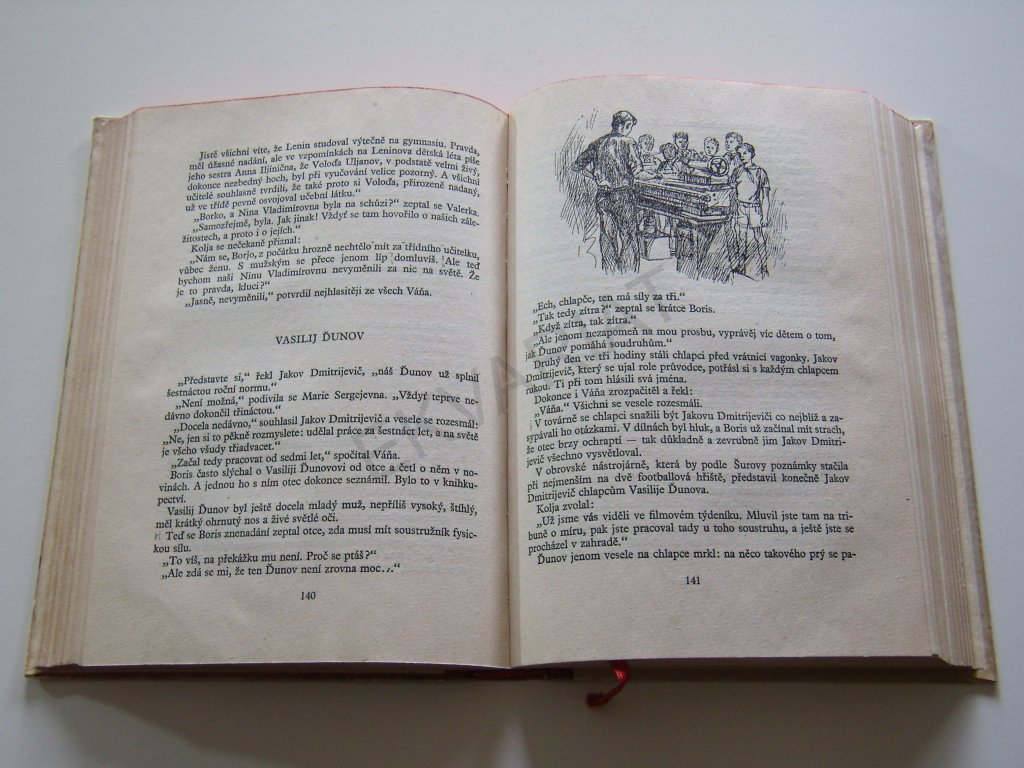 Jistě všichni víte, že Lenin studoval výtečně na gymnasiu. Pravda,
měl úžasné nadání, ale ve vzpomínkách na Leninova dětská léta píše
jeho sestra Anna Iljinična, že Voloďa Uljanov, v podstatě velmi živý,
dokonce nezbedný hoch, byl při vyučování velice pozorný. A všichni
učitelé souhlasně tvrdili, že také proto si Voloďa, přirozeně nadaný,
už ve třídě pevně osvojoval učební látku."
„Borko, a Nina Vladimírovna byla na schůzi?" zeptal se Valerka.
„Samozřejmě, byla. Jak jinak! Vždyť se tam hovořilo o našich zále-
žitostech, a proto i o jejích."
Kolja se nečekaně přiznal:
„Nám se, Borjo, z počátku hrozně nechtělo mít za třídního učitelku,
vůbec ženu. S mužským se přece jenom líp domluvíš. Ale teď
bychom naši Ninu Vladimírovnu nevyměnili za nic na světě. Že
je to pravda, kluci?"
„Jasně, nevyměnili," potvrdil nejhlasitěji ze všech Váňa.
VASILIJ ĎUNOV
„Představte si," řekl Jakov Dmitrijevič, „náš Ďunov už splnil
šestnáctou roční normu."
„Není možná," podivila se Marie Sergejevna. „Vždyť teprve ne-
dávno dokončil třináctou."
„Docela nedávno," souhlasil Jakov Dmitrijevič a vesele se rozesmál:
„Ne, jen si to pěkně rozmyslete: udělal práce za šestnáct let, a na světě
je všeho všudy třiadvacet."
„Začal tedy pracovat od sedmi let," spočítal Váňa.
Boris často slýchal o Vasiliji Ďunovovi od otce a četl o něm v no-
vinách. A jednou ho s ním otec dokonce seznámil. Bylo to v knihku-
pectví.
Vasilij Ďunov byl ještě docela mladý muž, nepříliš vysoký, štíhlý,
měl krátký ohrnutý nos a živé světlé oči.
Teď se Boris znenadání zeptal otce, zda musí mít soustružník fysic-
kou sílu.
„To víš, na překážku mu není. Proč se ptáš?"
„Ale zdá se mi, že ten Ďunov není zrovna moc..."
140
„Ech, chlapče, ten má síly za tři."
„Tak tedy zítra?" zeptal se krátce Boris.
„Když zítra, tak zítra."
„Ale jenom nezapomeň na mou prosbu, vyprávěj víc dětem o tom,
jak Ďunov pomáhá soudruhům."
Druhý den ve tři hodiny stáli chlapci před vrátnicí vagonky. Jakov
Dmitrijevič, který se ujal role průvodce, potřásl si s každým chlapcem
rukou. Ti při tom hlásili svá jména.
Dokonce i Váňa zrozpačitěl a řekl:
„Váňa." Všichni se vesele rozesmáli.
V továrně se chlapci snažili být Jakovu Dmitrijeviči co nejblíž a za-
sypávali ho otázkami. V dílnách byl hluk, a Boris už začínal mít strach,
že otec brzy ochraptí — tak důkladně a zevrubně jim Jakov Dmitri-
jevič všechno vysvětloval.
V obrovské nástrojárně, která by podle Šurovy poznámky stačila
při nejmenším na dvě footballová hřiště, představil konečně Jakov
Dmitrijevič chlapcům Vasilije Ďunova.
Kolja zvolal:
„Už jsme vás viděli ve filmovém týdeníku. Mluvil jste tam na tri-
buně o míru, pak jste pracoval tady u toho soustruhu, a ještě jste se
procházel v zahradě."
Ďunov jenom vesele na chlapce mrkl: na něco takového prý se pa-
141